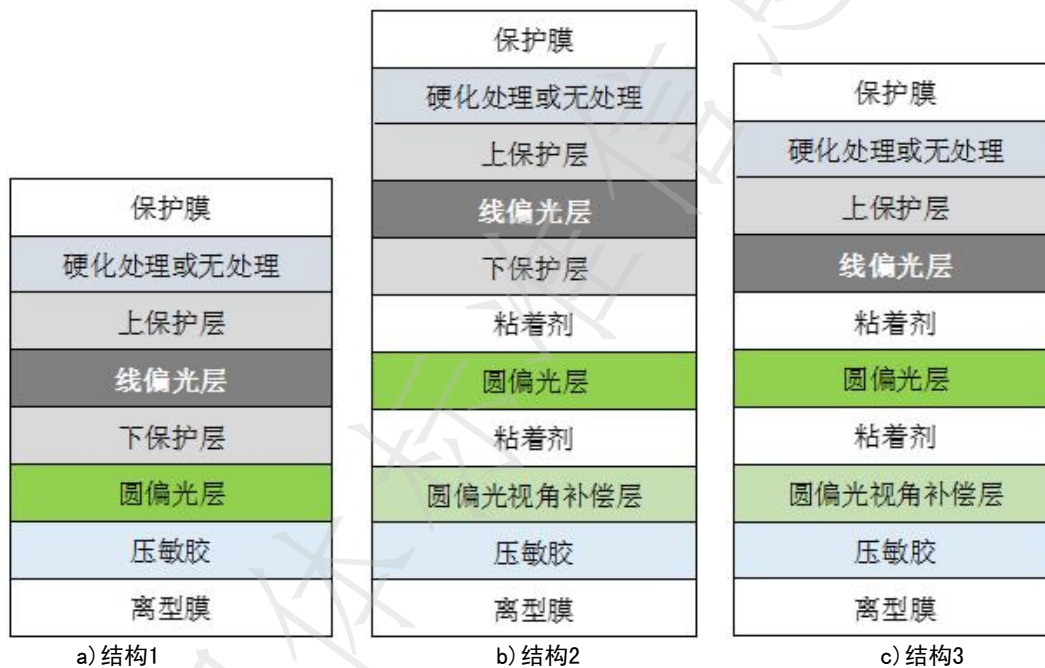 保护膜
硬化处理或无处理
上保护层
线偏光层
下保护层
圆偏光层
压敏胶
离型膜
a)结构1
保护膜
硬化处理或无处理
上保护层
线偏光层
下保护层
粘着剂
圆偏光层
粘着剂
圆偏光视角补偿层
压敏胶
离型膜
b)结构2
保护膜
硬化处理或无处理
上保护层
线偏光层
粘着剂
圆偏光层
粘着剂
圆偏光视角补偿层
压敏胶
离型膜
c)结构3